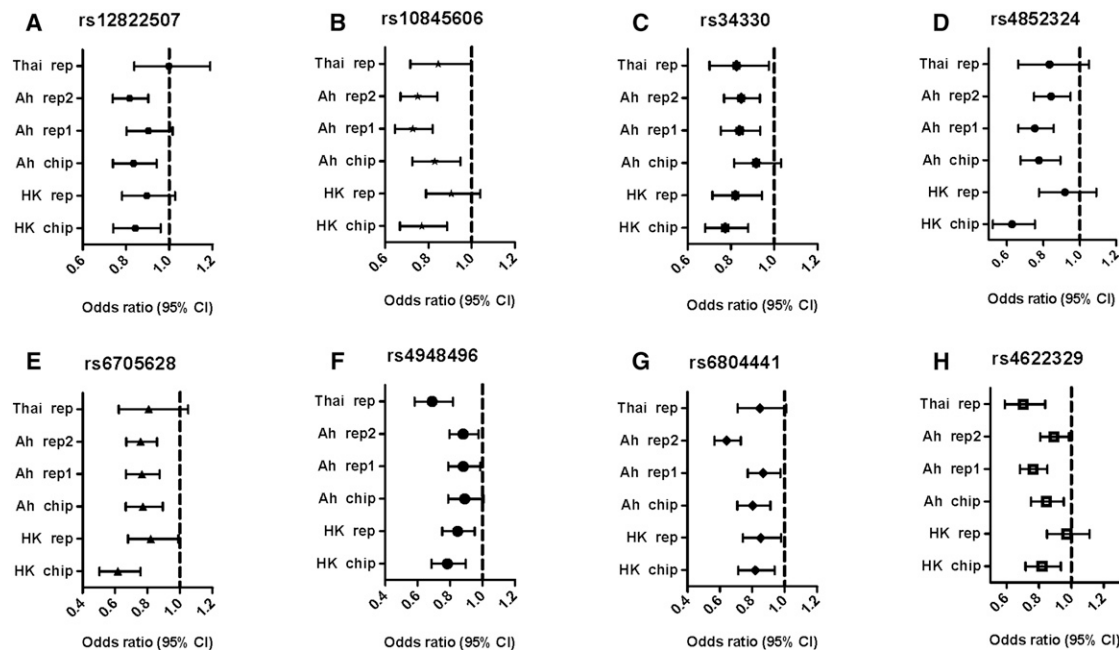 A rs12822507
Thai rep
Ah rep2
Ah rep1
Ah chip
HK rep
HK chip
0.6 0.8 1.0 1.2
Odds ratio (95% CI)
B rs10845606
Thai rep
Ah rep2
Ah rep1
Ah chip
HK rep
HK chip
0.6 0.8 1.0 1.2
Odds ratio (95% CI)
C rs34330
Thai rep
Ah rep2
Ah rep1
Ah chip
HK rep
HK chip
0.6 0.8 1.0 1.2
Odds ratio (95% CI)
D rs4852324
Thai rep
Ah rep2
Ah rep1
Ah chip
HK rep
HK chip
0.6 0.8 1.0 1.2
Odds ratio (95% CI)
E rs6705628
Thai rep
Ah rep2
Ah rep1
Ah chip
HK rep
HK chip
0.4 0.6 0.8 1.0 1.2
Odds ratio (95% CI)
F rs4948496
Thai rep
Ah rep2
Ah rep1
Ah chip
HK rep
HK chip
0.4 0.6 0.8 1.0 1.2
Odds ratio (95% CI)
G rs6804441
Thai rep
Ah rep2
Ah rep1
Ah chip
HK rep
HK chip
0.4 0.6 0.8 1.0 1.2
Odds ratio (95% CI)
H rs4622329
Thai rep
Ah rep2
Ah rep1
Ah chip
HK rep
HK chip
0.6 0.8 1.0 1.2
Odds ratio (95% CI)